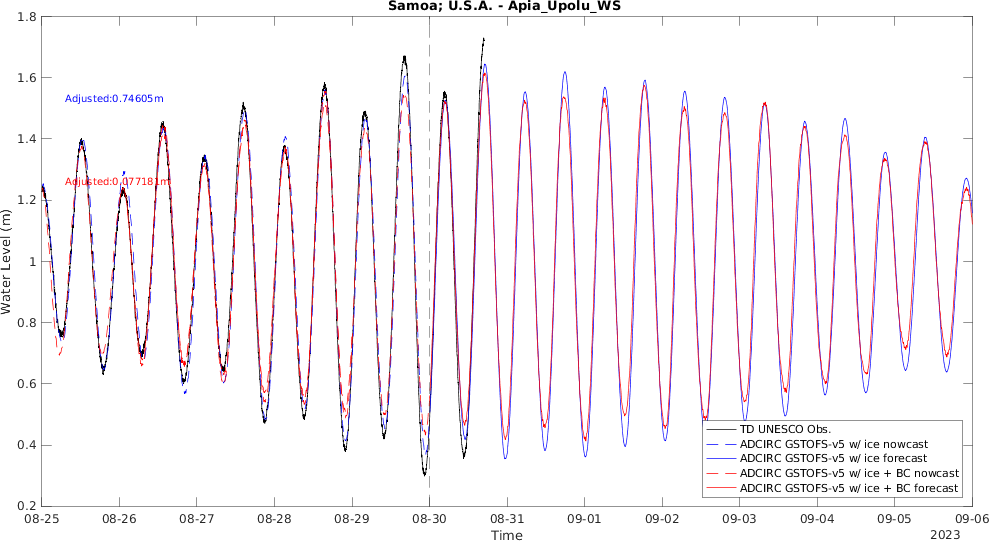 Samoa; U.S.A. - Apia_Upolu_WS
1.8
1.6
1.4
1.2
1
0.8
0.6
0.4
0.2
Water Level (m)
Adjusted:0.74605m
Adjusted:0.077181m
TD UNESCO Obs.
ADCIRC GSTOFS-v5 w/ ice nowcast
ADCIRC GSTOFS-v5 w/ ice forecast
ADCIRC GSTOFS-v5 w/ ice + BC nowcast
ADCIRC GSTOFS-v5 w/ ice + BC forecast
08-25 08-26 08-27 08-28 08-29 08-30 08-31 09-01 09-02 09-03 09-04 09-05 09-06
Time
2023